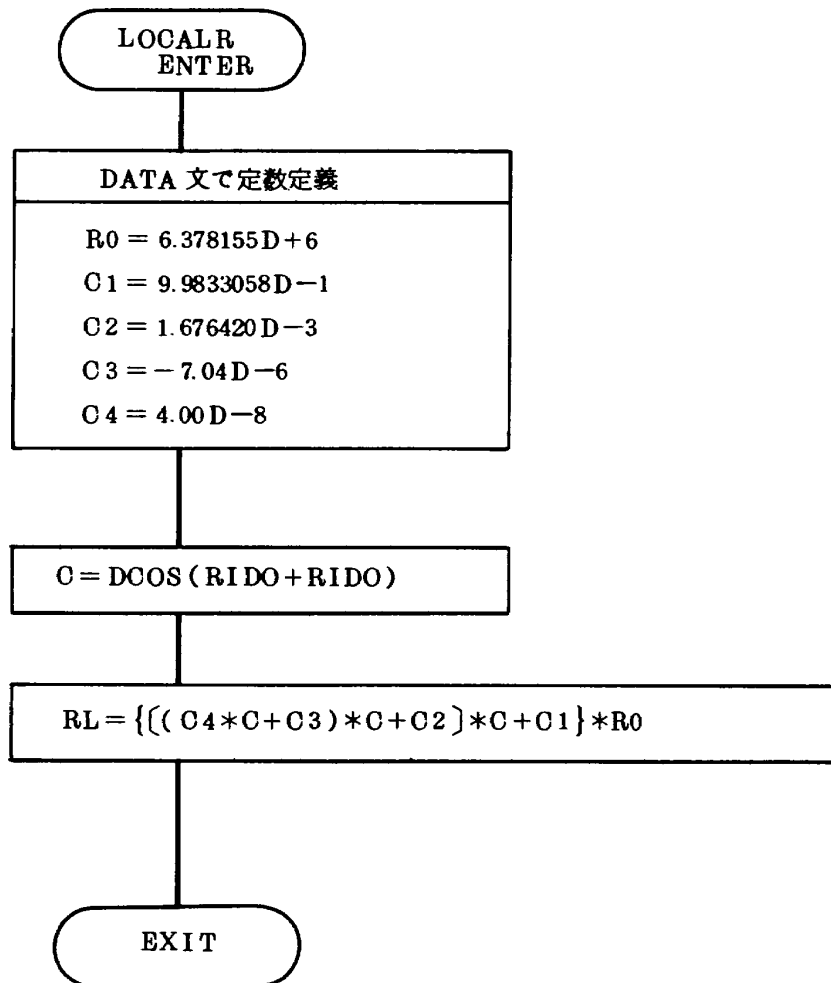 LOCALR
ENTER
DATA 文で定数定義
R0 = 6.378155D+6
C1 = 9.9833058D−1
C2 = 1.676420D−3
C3 = −7.04D−6
C4 = 4.00D−8
C = DCOS(RIDO+RIDO)
RL = {[(C4*C+C3)*C+C2]*C+C1}*R0
EXIT